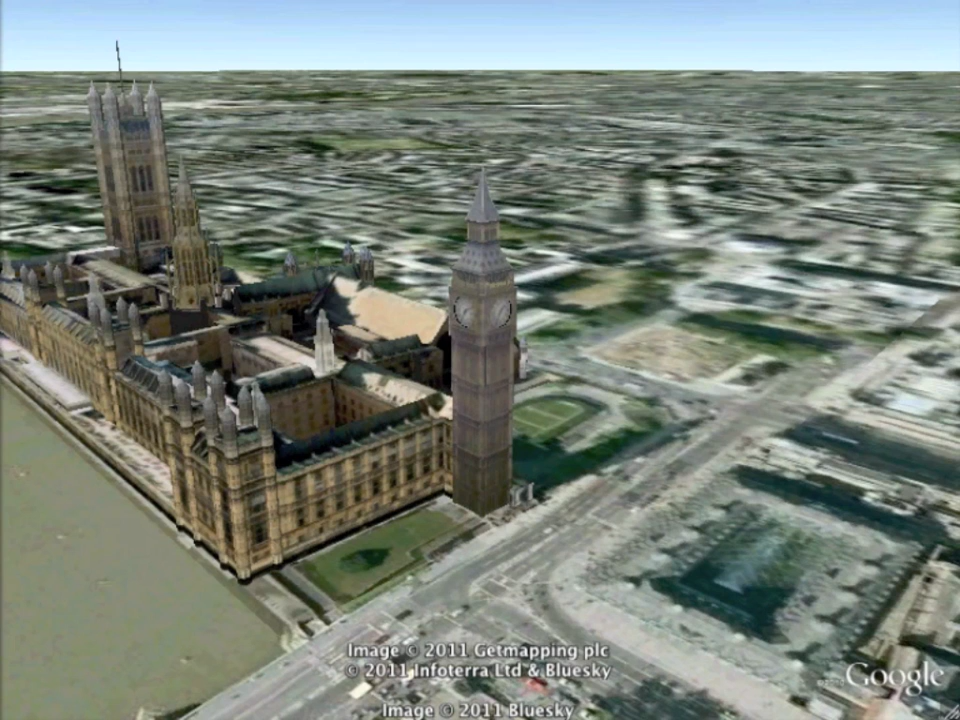 Image © 2011 Getmapping plc
© 2011 Infoterra Ltd & Bluesky
Google
Image © 2011 Bluesky